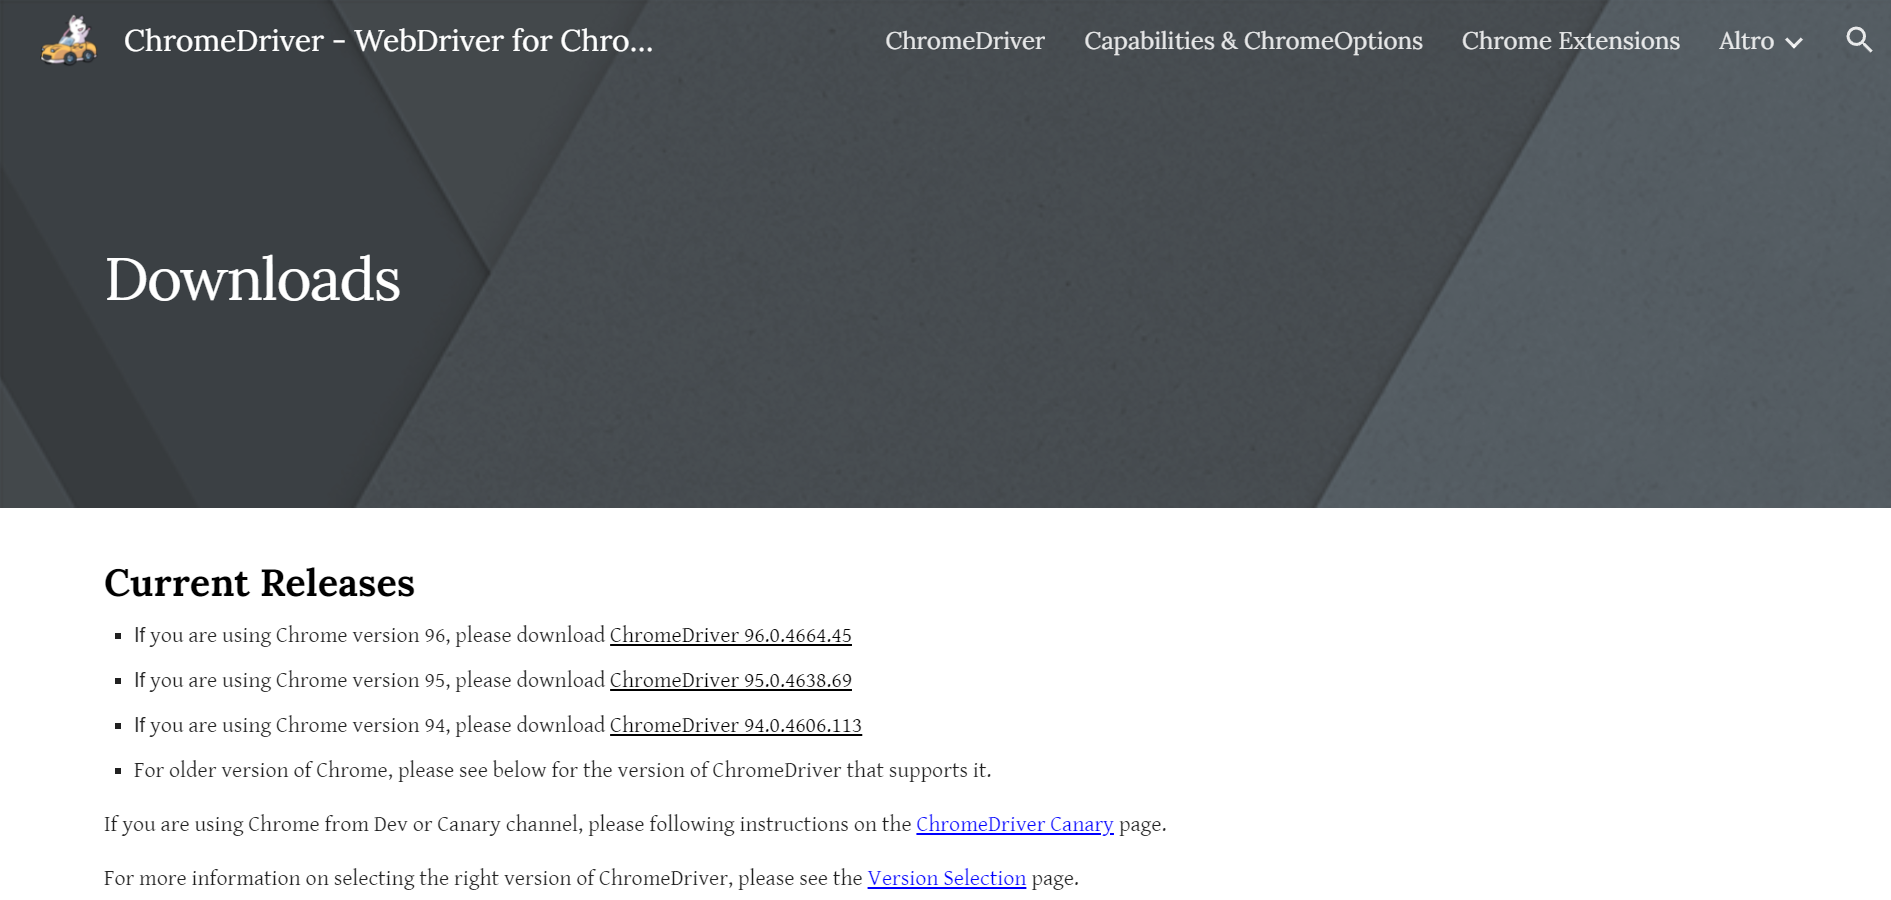 ChromeDriver - WebDriver for Chro...
ChromeDriver
Capabilities & ChromeOptions
Chrome Extensions
Altro
Downloads
Current Releases
If you are using Chrome version 96, please download ChromeDriver 96.0.4664.45
If you are using Chrome version 95, please download ChromeDriver 95.0.4638.69
If you are using Chrome version 94, please download ChromeDriver 94.0.4606.113
For older version of Chrome, please see below for the version of ChromeDriver that supports it.
If you are using Chrome from Dev or Canary channel, please following instructions on the ChromeDriver Canary page.
For more information on selecting the right version of ChromeDriver, please see the Version Selection page.